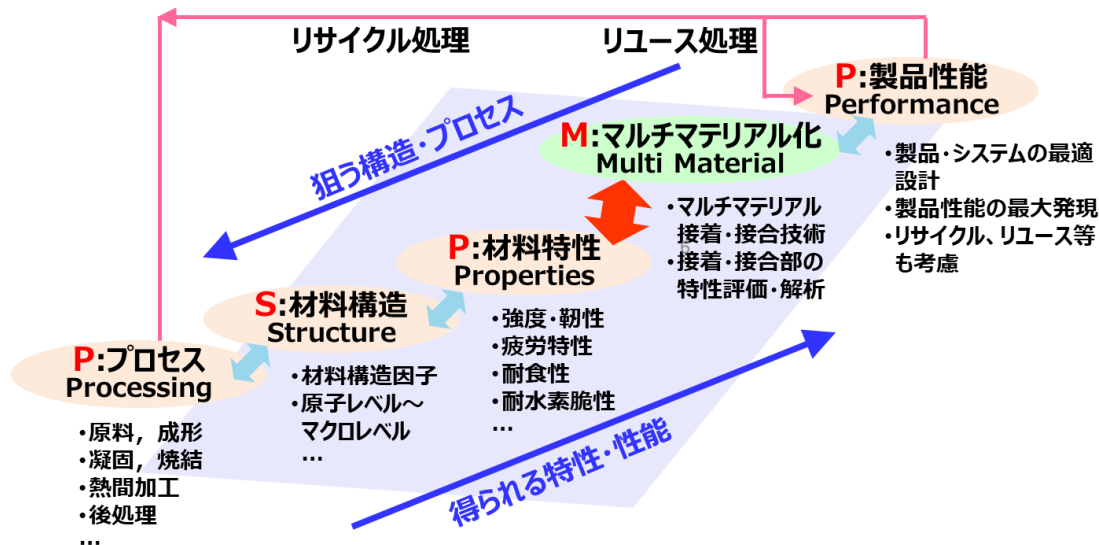 リサイクル処理
リユース処理
P:製品性能
Performance
・製品・システムの最適
設計
・製品性能の最大発現
・リサイクル、リユース等
も考慮
狙う構造・プロセス
M:マルチマテリアル化
Multi Material
・マルチマテリアル
接着・接合技術
・接着・接合部の
特性評価・解析
P:材料特性
Properties
・強度・靭性
・疲労特性
・耐食性
・耐水素脆性
…
S:材料構造
Structure
・材料構造因子
・原子レベル～
マクロレベル
…
P:プロセス
Processing
・原料，成形
・凝固，焼結
・熱間加工
・後処理
…
得られる特性・性能